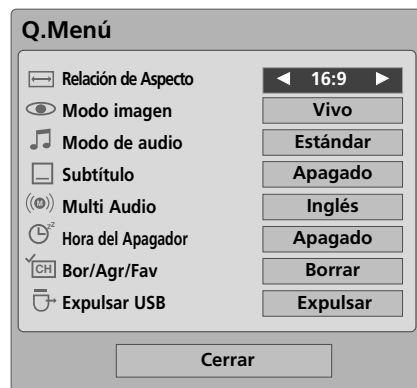 Q.Menú
Relación de Aspecto ◄ 16:9 ►
Modo imagen Vivo
Modo de audio Estándar
Subtítulo Apagado
Multi Audio Inglés
Hora del Apagador Apagado
CH Bor/Agr/Fav Borrar
Expulsar USB Expulsar
Cerrar